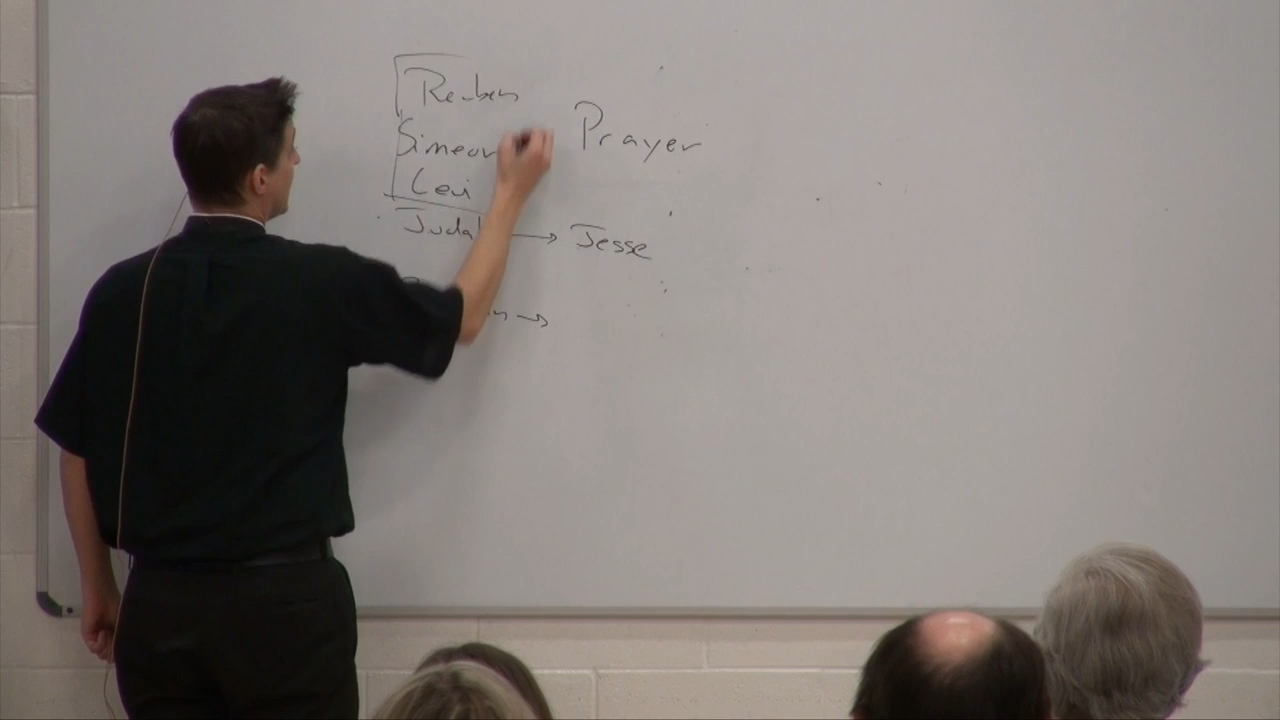 Reuben
Prayer
Simeon
Levi
Judah → Jesse
→